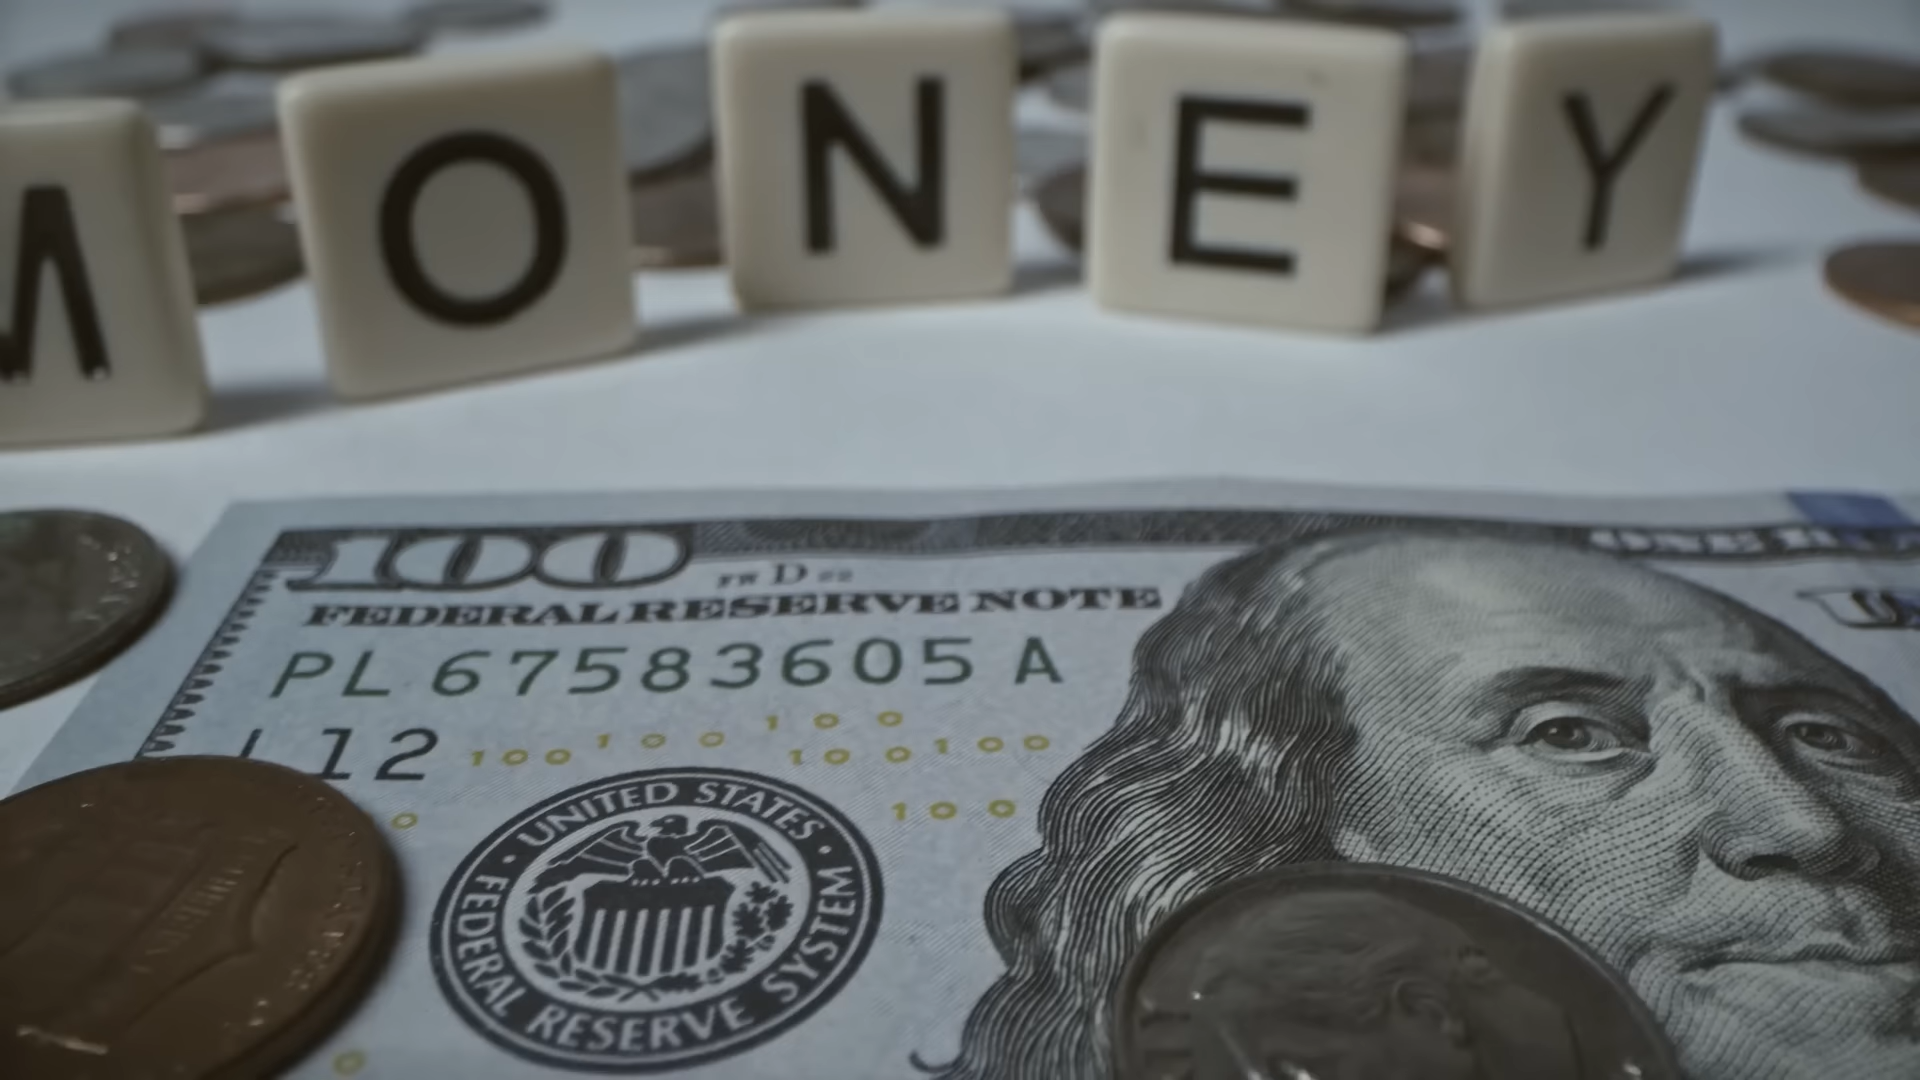 MONEY
100
FW D
FEDERAL RESERVE NOTE
PL 67583605 A
L12
100 100 100
100 100
100
UNITED STATES
FEDERAL RESERVE SYSTEM